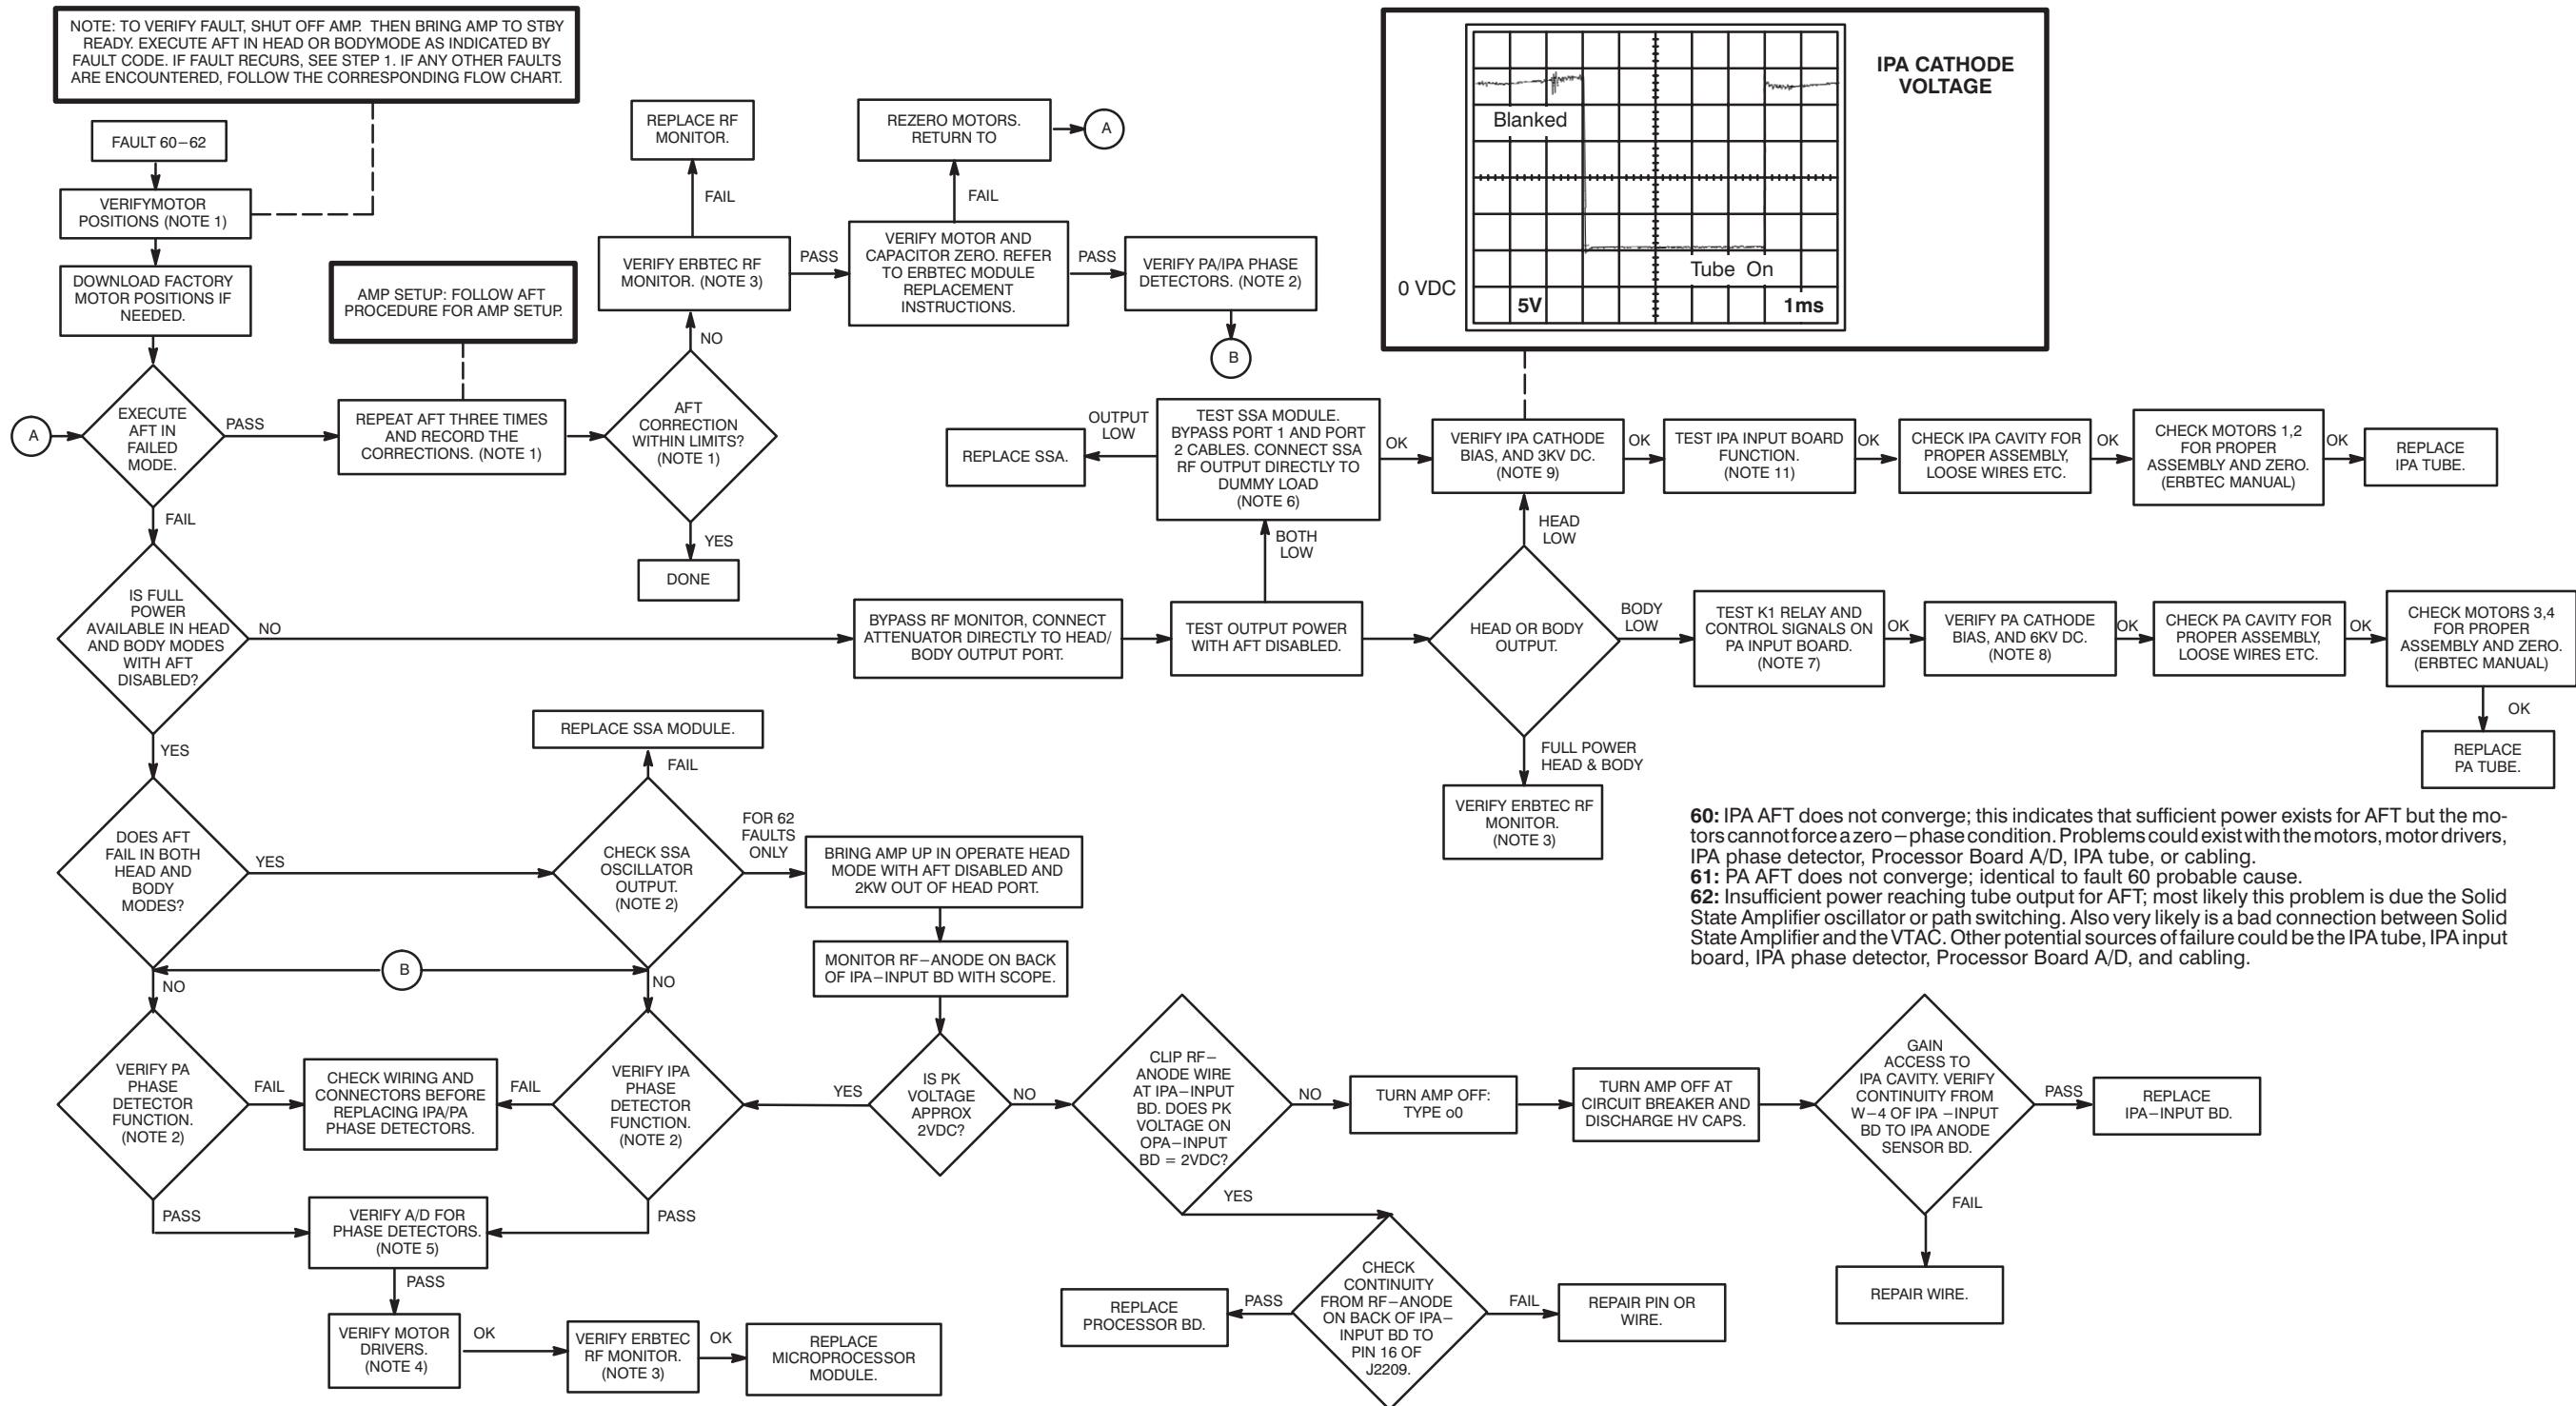 NOTE: TO VERIFY FAULT, SHUT OFF AMP. THEN BRING AMP TO STBY
READY. EXECUTE AFT IN HEAD OR BODYMODE AS INDICATED BY
FAULT CODE. IF FAULT RECURS, SEE STEP 1. IF ANY OTHER FAULTS
ARE ENCOUNTERED, FOLLOW THE CORRESPONDING FLOW CHART.
FAULT 60–62
VERIFYMOTOR
POSITIONS (NOTE 1)
DOWNLOAD FACTORY
MOTOR POSITIONS IF
NEEDED.
A
EXECUTE
AFT IN
FAILED
MODE.
PASS
FAIL
AMP SETUP: FOLLOW AFT
PROCEDURE FOR AMP SETUP.
REPEAT AFT THREE TIMES
AND RECORD THE
CORRECTIONS. (NOTE 1)
AFT
CORRECTION
WITHIN LIMITS?
(NOTE 1)
NO
YES
DONE
VERIFY ERBTEC RF
MONITOR. (NOTE 3)
FAIL
REPLACE RF
MONITOR.
PASS
VERIFY MOTOR AND
CAPACITOR ZERO. REFER
TO ERBTEC MODULE
REPLACEMENT
INSTRUCTIONS.
FAIL
REZERO MOTORS.
RETURN TO
A
PASS
VERIFY PA/IPA PHASE
DETECTORS. (NOTE 2)
B
IPA CATHODE
VOLTAGE
Blanked
Tube On
0 VDC
5V
1ms
IS FULL
POWER
AVAILABLE IN HEAD
AND BODY MODES
WITH AFT
DISABLED?
NO
YES
BYPASS RF MONITOR, CONNECT
ATTENUATOR DIRECTLY TO HEAD/
BODY OUTPUT PORT.
TEST OUTPUT POWER
WITH AFT DISABLED.
BOTH
LOW
TEST SSA MODULE.
BYPASS PORT 1 AND PORT
2 CABLES. CONNECT SSA
RF OUTPUT DIRECTLY TO
DUMMY LOAD
(NOTE 6)
OUTPUT
LOW
REPLACE SSA.
OK
VERIFY IPA CATHODE
BIAS, AND 3KV DC.
(NOTE 9)
OK
TEST IPA INPUT BOARD
FUNCTION.
(NOTE 11)
OK
CHECK IPA CAVITY FOR
PROPER ASSEMBLY,
LOOSE WIRES ETC.
OK
CHECK MOTORS 1,2
FOR PROPER
ASSEMBLY AND ZERO.
(ERBTEC MANUAL)
OK
REPLACE
IPA TUBE.
HEAD
LOW
HEAD OR BODY
OUTPUT.
BODY
LOW
TEST K1 RELAY AND
CONTROL SIGNALS ON
PA INPUT BOARD.
(NOTE 7)
OK
VERIFY PA CATHODE
BIAS, AND 6KV DC.
(NOTE 8)
OK
CHECK PA CAVITY FOR
PROPER ASSEMBLY,
LOOSE WIRES ETC.
OK
CHECK MOTORS 3,4
FOR PROPER
ASSEMBLY AND ZERO.
(ERBTEC MANUAL)
OK
REPLACE
PA TUBE.
FULL POWER
HEAD & BODY
VERIFY ERBTEC RF
MONITOR.
(NOTE 3)
60: IPA AFT does not converge; this indicates that sufficient power exists for AFT but the mo–
tors cannot force a zero–phase condition. Problems could exist with the motors, motor drivers,
IPA phase detector, Processor Board A/D, IPA tube, or cabling.
61: PA AFT does not converge; identical to fault 60 probable cause.
62: Insufficient power reaching tube output for AFT; most likely this problem is due the Solid
State Amplifier oscillator or path switching. Also very likely is a bad connection between Solid
State Amplifier and the VTAC. Other potential sources of failure could be the IPA tube, IPA input
board, IPA phase detector, Processor Board A/D, and cabling.
DOES AFT
FAIL IN BOTH
HEAD AND
BODY
MODES?
YES
NO
REPLACE SSA MODULE.
FAIL
CHECK SSA
OSCILLATOR
OUTPUT.
(NOTE 2)
FOR 62
FAULTS
ONLY
NO
B
BRING AMP UP IN OPERATE HEAD
MODE WITH AFT DISABLED AND
2KW OUT OF HEAD PORT.
MONITOR RF–ANODE ON BACK
OF IPA–INPUT BD WITH SCOPE.
IS PK
VOLTAGE
APPROX
2VDC?
YES
NO
VERIFY PA
PHASE
DETECTOR
FUNCTION.
(NOTE 2)
FAIL
CHECK WIRING AND
CONNECTORS BEFORE
REPLACING IPA/PA
PHASE DETECTORS.
FAIL
VERIFY IPA
PHASE
DETECTOR
FUNCTION.
(NOTE 2)
PASS
PASS
VERIFY A/D FOR
PHASE DETECTORS.
(NOTE 5)
PASS
VERIFY MOTOR
DRIVERS.
(NOTE 4)
OK
VERIFY ERBTEC
RF MONITOR.
(NOTE 3)
OK
REPLACE
MICROPROCESSOR
MODULE.
CLIP RF–
ANODE WIRE
AT IPA–INPUT
BD. DOES PK
VOLTAGE ON
OPA–INPUT
BD = 2VDC?
NO
YES
TURN AMP OFF:
TYPE o0
TURN AMP OFF AT
CIRCUIT BREAKER AND
DISCHARGE HV CAPS.
GAIN
ACCESS TO
IPA CAVITY. VERIFY
CONTINUITY FROM
W–4 OF IPA –INPUT
BD TO IPA ANODE
SENSOR BD.
PASS
REPLACE
IPA–INPUT BD.
FAIL
REPAIR WIRE.
CHECK
CONTINUITY
FROM RF–ANODE
ON BACK OF IPA–
INPUT BD TO
PIN 16 OF
J2209.
PASS
REPLACE
PROCESSOR BD.
FAIL
REPAIR PIN OR
WIRE.